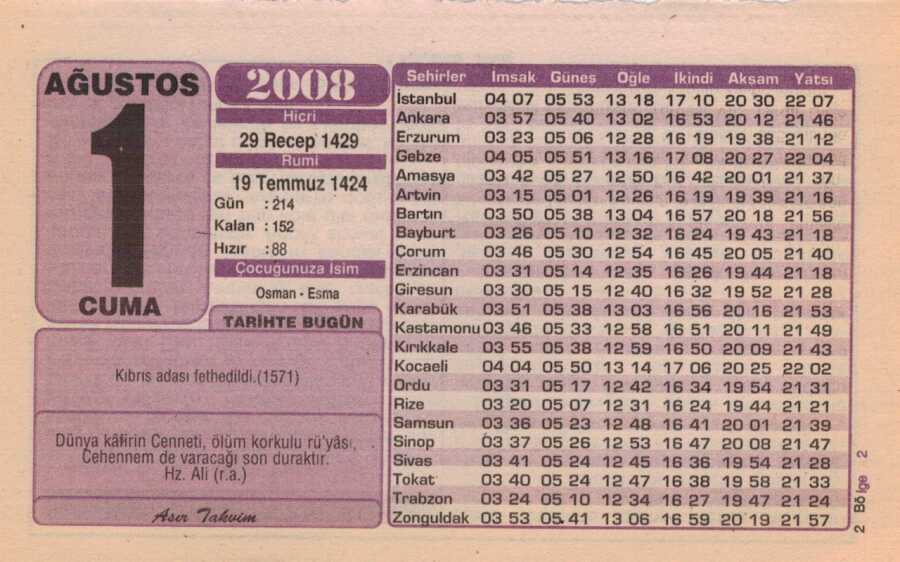 AĞUSTOS
1
CUMA
2008
Hicri
29 Recep 1429
Rumi
19 Temmuz 1424
Gün : 214
Kalan : 152
Hızır : 88
Çocuğunuza İsim
Osman - Esma
TARİHTE BUGÜN
Kıbrıs adası fethedildi.(1571)
Dünya kâfirin Cenneti, ölüm korkulu rü'yâsı,
Cehennem de varacağı son duraktır.
Hz. Ali (r.a.)
Asır Takvim
Sehirler İmsak Güneş Öğle İkindi Akşam Yatsı
İstanbul 04 07 05 53 13 18 17 10 20 30 22 07
Ankara 03 57 05 40 13 02 16 53 20 12 21 46
Erzurum 03 23 05 06 12 28 16 19 19 38 21 12
Gebze 04 05 05 51 13 16 17 08 20 27 22 04
Amasya 03 42 05 27 12 50 16 42 20 01 21 37
Artvin 03 15 05 01 12 26 16 19 19 39 21 16
Bartın 03 50 05 38 13 04 16 57 20 18 21 56
Bayburt 03 26 05 10 12 32 16 24 19 43 21 18
Çorum 03 46 05 30 12 54 16 45 20 05 21 40
Erzincan 03 31 05 14 12 35 16 26 19 44 21 18
Giresun 03 30 05 15 12 40 16 32 19 52 21 28
Karabük 03 51 05 38 13 03 16 56 20 16 21 53
Kastamonu 03 46 05 33 12 58 16 51 20 11 21 49
Kırıkkale 03 55 05 38 12 59 16 50 20 09 21 43
Kocaeli 04 04 05 50 13 14 17 06 20 25 22 02
Ordu 03 31 05 17 12 42 16 34 19 54 21 31
Rize 03 20 05 07 12 31 16 24 19 44 21 21
Samsun 03 36 05 23 12 48 16 41 20 01 21 39
Sinop 03 37 05 26 12 53 16 47 20 08 21 47
Sivas 03 41 05 24 12 45 16 36 19 54 21 28
Tokat 03 40 05 24 12 47 16 38 19 58 21 33
Trabzon 03 24 05 10 12 34 16 27 19 47 21 24
Zonguldak 03 53 05 41 13 06 16 59 20 19 21 57
2 Bölge 2